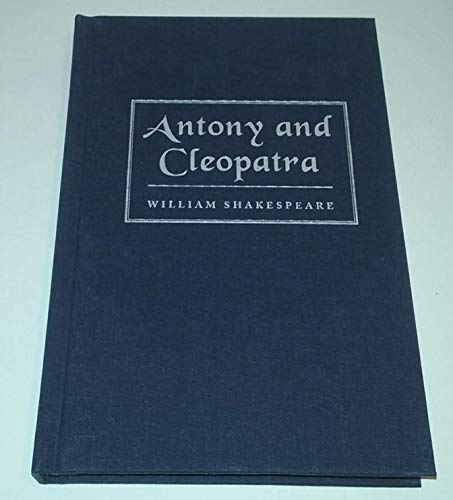 Antony and
Cleopatra
WILLIAM SHAKESPEARE